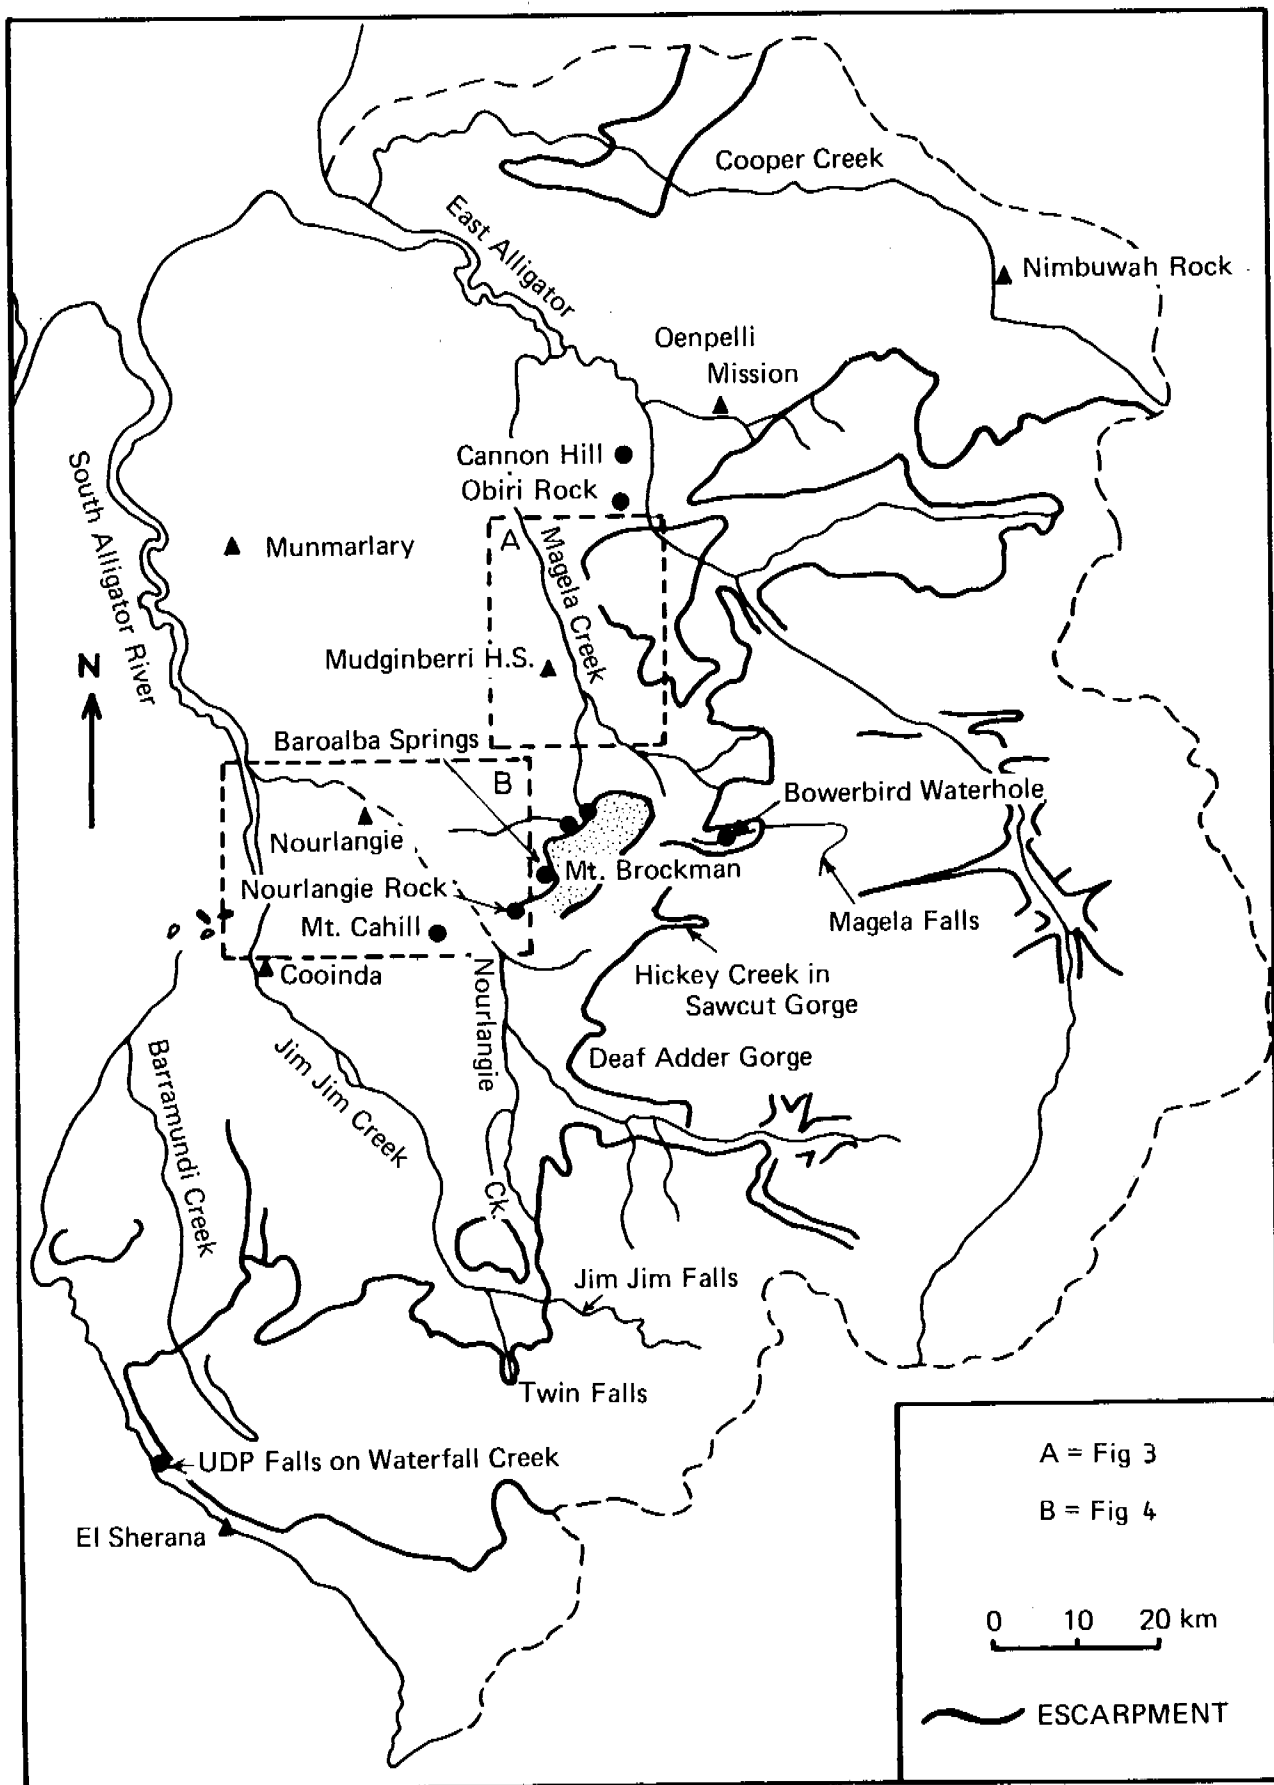 Cooper Creek
East Alligator
Nimbuwah Rock
Oenpelli
Mission
Cannon Hill
Obiri Rock
South Alligator River
A
Magela Creek
Munmarlary
N
Mudginberri H.S.
Baroalba Springs
B
Bowerbird Waterhole
Nourlangie
Mt. Brockman
Nourlangie Rock
Magela Falls
Mt. Cahill
Cooinda
Hickey Creek in
Sawcut Gorge
Nourlangie
Ck.
Deaf Adder Gorge
Barramundi Creek
Jim Jim Creek
Jim Jim Falls
Twin Falls
UDP Falls on Waterfall Creek
El Sherana
A = Fig 3
B = Fig 4
0 10 20 km
ESCARPMENT